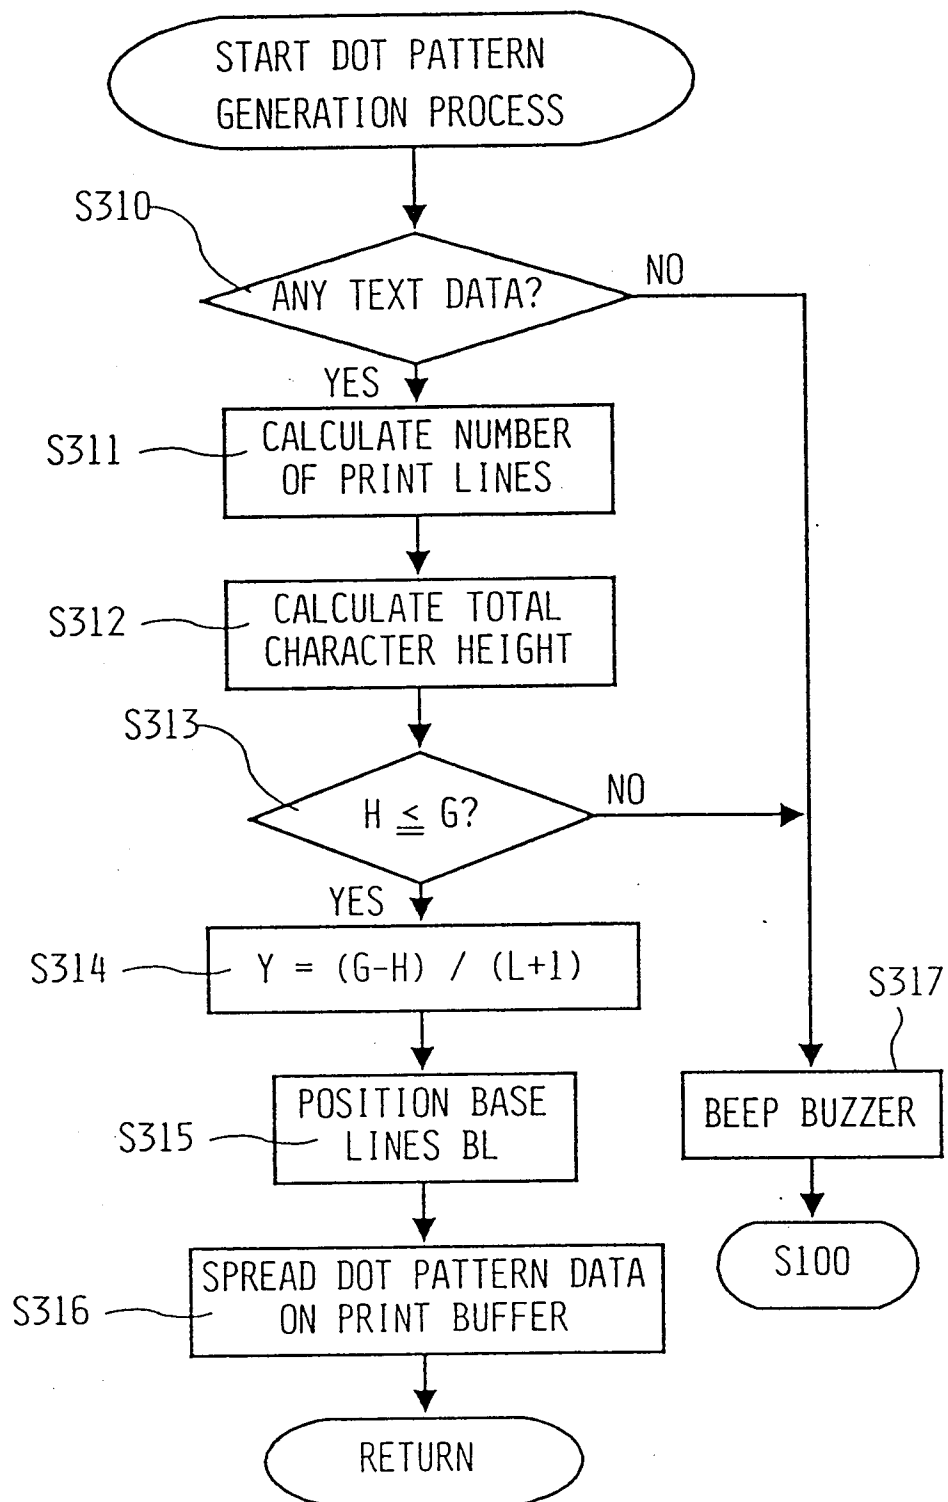 START DOT PATTERN
GENERATION PROCESS
S310
ANY TEXT DATA?
NO
YES
S311
CALCULATE NUMBER
OF PRINT LINES
S312
CALCULATE TOTAL
CHARACTER HEIGHT
S313
H ≦ G?
NO
YES
S314
Y = (G-H) / (L+1)
S317
BEEP BUZZER
S315
POSITION BASE
LINES BL
S100
S316
SPREAD DOT PATTERN DATA
ON PRINT BUFFER
RETURN